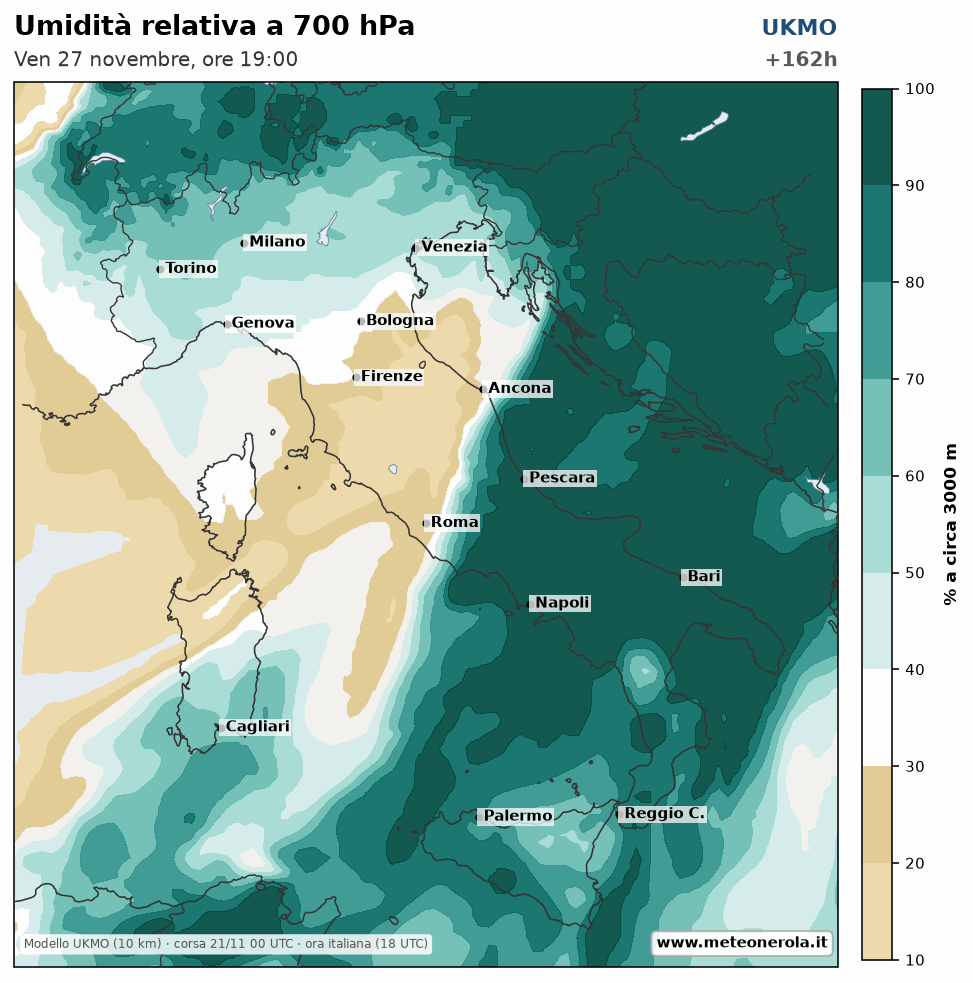 Umidità relativa a 700 hPa
UKMO
Ven 27 novembre, ore 19:00
+162h
Milano
Venezia
Torino
Genova
Bologna
Firenze
Ancona
Pescara
Roma
Bari
Napoli
Cagliari
Palermo
Reggio C.
100
90
80
70
60
50
40
30
20
10
% a circa 3000 m
Modello UKMO (10 km) · corsa 21/11 00 UTC · ora italiana (18 UTC)
www.meteonerola.it